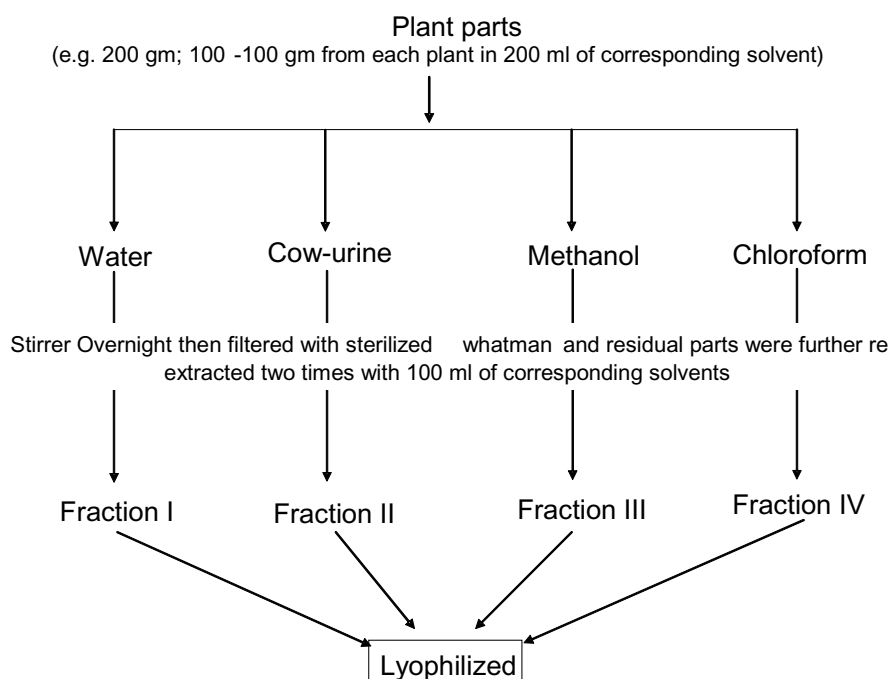 Plant parts
(e.g. 200 gm; 100 -100 gm from each plant in 200 ml of corresponding solvent)
Water Cow-urine Methanol Chloroform
Stirrer Overnight then filtered with sterilized whatman and residual parts were further re
extracted two times with 100 ml of corresponding solvents
Fraction I Fraction II Fraction III Fraction IV
Lyophilized